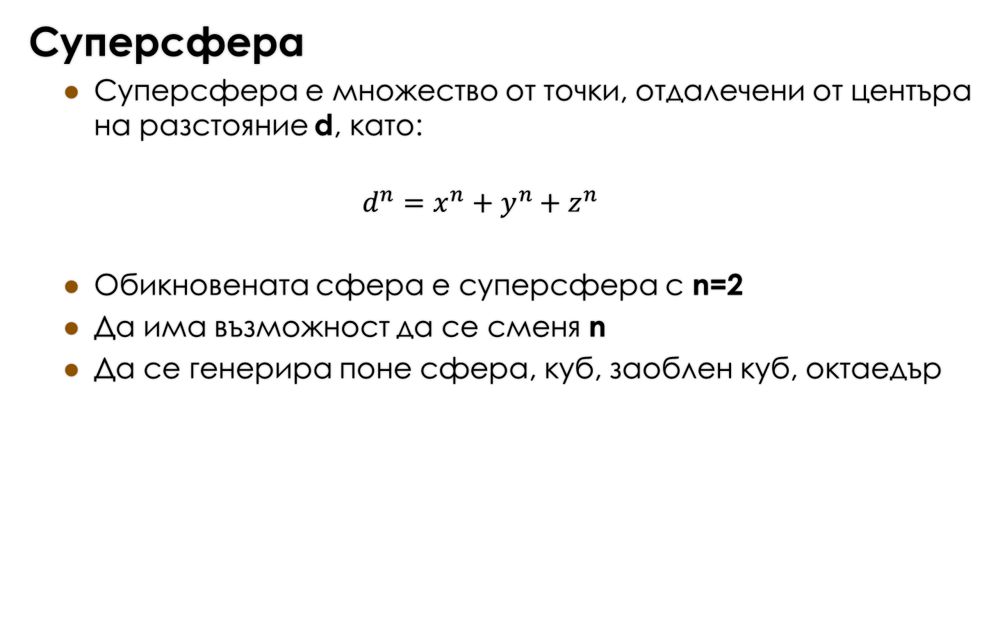 Суперсфера
● Суперсфера е множество от точки, отдалечени от центъра
на разстояние d, като:
dⁿ = xⁿ + yⁿ + zⁿ
● Обикновената сфера е суперсфера с n=2
● Да има възможност да се сменя n
● Да се генерира поне сфера, куб, заоблен куб, октаедър